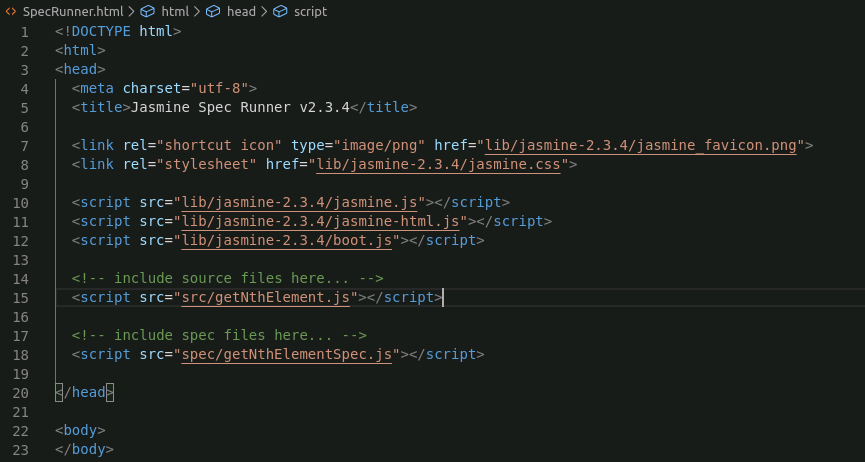 SpecRunner.html > html > head > script
1 <!DOCTYPE html>
2 <html>
3 <head>
4 <meta charset="utf-8">
5 <title>Jasmine Spec Runner v2.3.4</title>
6
7 <link rel="shortcut icon" type="image/png" href="lib/jasmine-2.3.4/jasmine_favicon.png">
8 <link rel="stylesheet" href="lib/jasmine-2.3.4/jasmine.css">
9
10 <script src="lib/jasmine-2.3.4/jasmine.js"></script>
11 <script src="lib/jasmine-2.3.4/jasmine-html.js"></script>
12 <script src="lib/jasmine-2.3.4/boot.js"></script>
13
14 <!-- include source files here... -->
15 <script src="src/getNthElement.js"></script>
16
17 <!-- include spec files here... -->
18 <script src="spec/getNthElementSpec.js"></script>
19
20 </head>
21
22 <body>
23 </body>